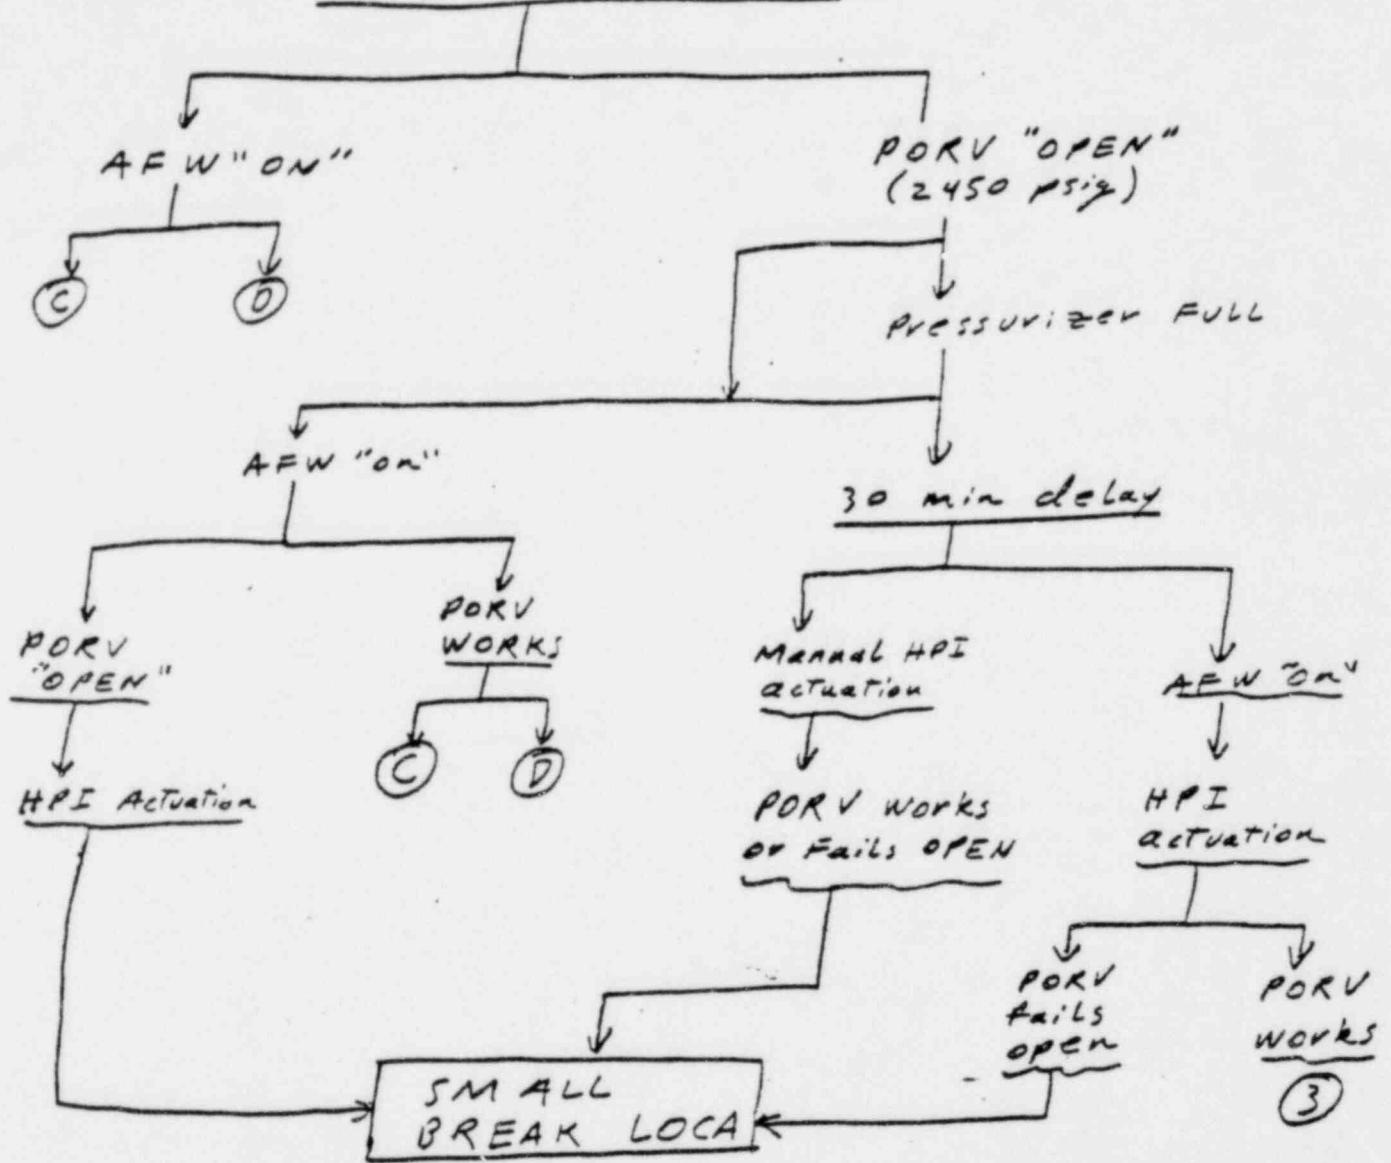 AFW "ON"
PORV "OPEN"
(2450 psig)
C
D
Pressurizer FULL
AFW "on"
30 min delay
PORV
"OPEN"
PORV
WORKS
Manual HPI
actuation
AFW "on"
C
D
HPI Actuation
PORV works
or Fails OPEN
HPI
actuation
PORV
fails
open
PORV
works
3
SMALL
BREAK LOCA